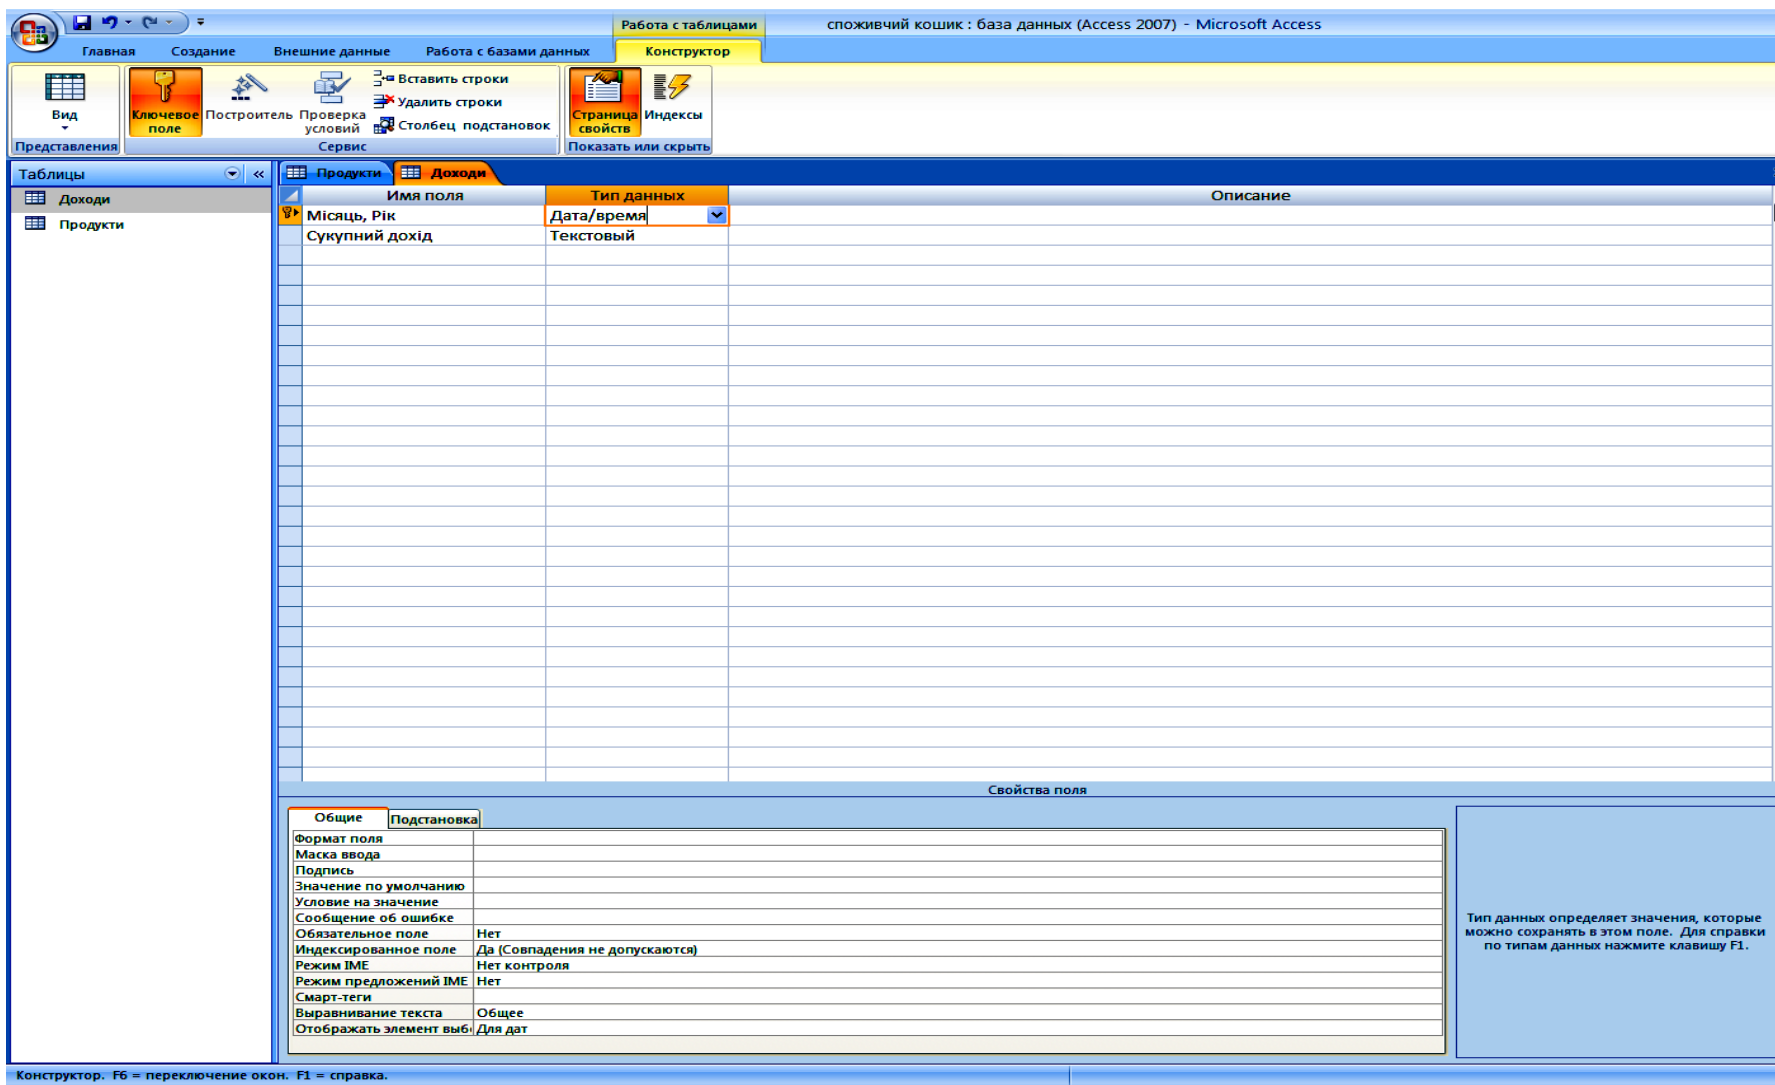 Работа с таблицами
споживчий кошик : база данных (Access 2007) - Microsoft Access
Главная Создание Внешние данные Работа с базами данных Конструктор
Вид
Ключевое поле
Построитель
Проверка условий
Вставить строки
Удалить строки
Столбец подстановок
Страница свойств
Индексы
Представления
Сервис
Показать или скрыть
Таблицы
«
Доходи
Продукти
Продукти Доходи
Имя поля Тип данных Описание
Місяць, Рік Дата/время
Сукупний дохід Текстовый
Свойства поля
Общие Подстановка
Формат поля
Маска ввода
Подпись
Значение по умолчанию
Условие на значение
Сообщение об ошибке
Обязательное поле Нет
Индексированное поле Да (Совпадения не допускаются)
Режим IME Нет контроля
Режим предложений IME Нет
Смарт-теги
Выравнивание текста Общее
Отображать элемент выб Для дат
Тип данных определяет значения, которые
можно сохранять в этом поле. Для справки
по типам данных нажмите клавишу F1.
Конструктор. F6 = переключение окон. F1 = справка.